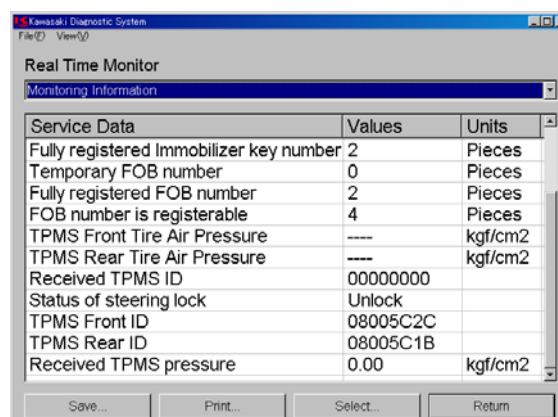 Kawasaki Diagnostic System
File(F) View(V)
Real Time Monitor
Monitoring Information
Service Data Values Units
Fully registered Immobilizer key number 2 Pieces
Temporary FOB number 0 Pieces
Fully registered FOB number 2 Pieces
FOB number is registerable 4 Pieces
TPMS Front Tire Air Pressure ---- kgf/cm2
TPMS Rear Tire Air Pressure ---- kgf/cm2
Received TPMS ID 00000000
Status of steering lock Unlock
TPMS Front ID 08005C2C
TPMS Rear ID 08005C1B
Received TPMS pressure 0.00 kgf/cm2
Save... Print... Select... Return